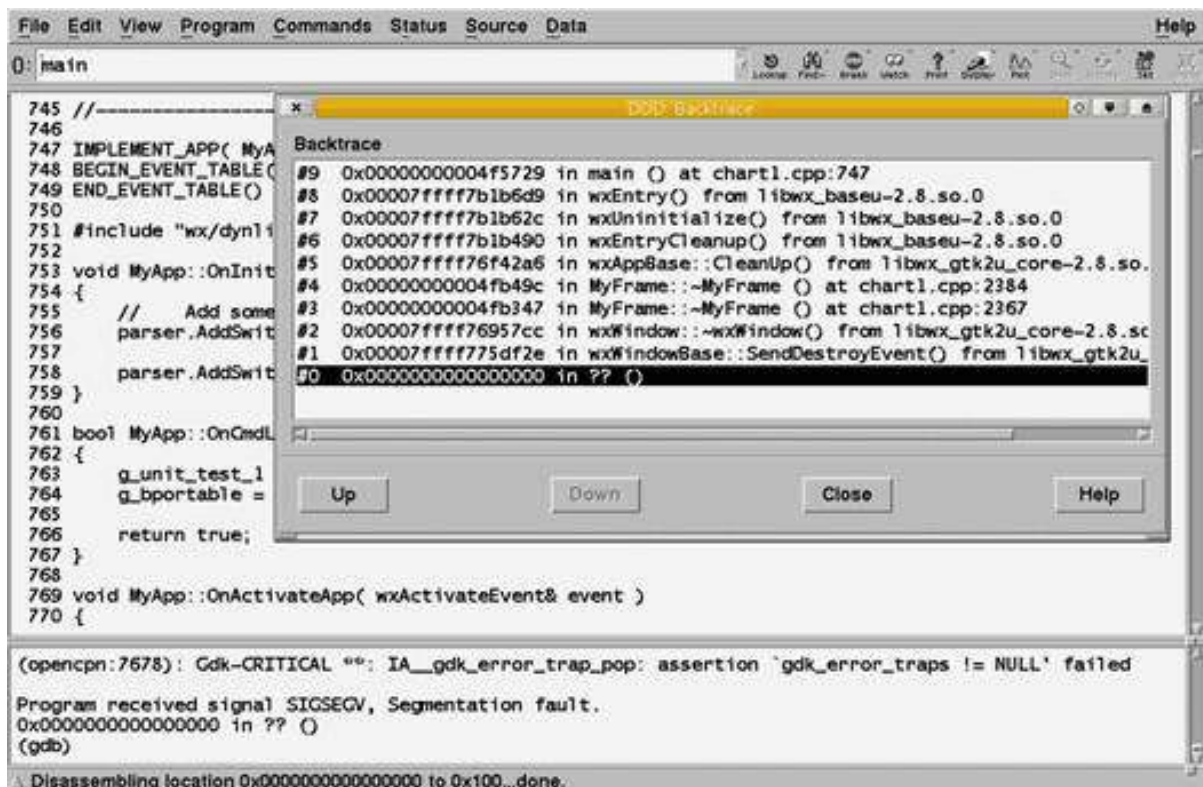 File Edit View Program Commands Status Source Data Help
(): main
Lookup Find» Break Watch Print Display Plot
745 //--------------------
746
747 IMPLEMENT_APP( MyA
748 BEGIN_EVENT_TABLE(
749 END_EVENT_TABLE()
750
751 #include "wx/dynli
752
753 void MyApp::OnInit
754 {
755 // Add some
756 parser.AddSwit
757
758 parser.AddSwit
759 }
760
761 bool MyApp::OnCmdL
762 {
763 g_unit_test_1
764 g_bportable =
765
766 return true;
767 }
768
769 void MyApp::OnActivateApp( wxActivateEvent& event )
770 {
DDD: Backtrace
Backtrace
#9 0x00000000004f5729 in main () at chart1.cpp:747
#8 0x00007ffff7b1b6d9 in wxEntry() from libwx_baseu-2.8.so.0
#7 0x00007ffff7b1b62c in wxUninitialize() from libwx_baseu-2.8.so.0
#6 0x00007ffff7b1b490 in wxEntryCleanup() from libwx_baseu-2.8.so.0
#5 0x00007ffff76f42a6 in wxAppBase::CleanUp() from libwx_gtk2u_core-2.8.so.
#4 0x00000000004fb49c in MyFrame::~MyFrame () at chart1.cpp:2384
#3 0x00000000004fb347 in MyFrame::~MyFrame () at chart1.cpp:2367
#2 0x00007ffff76957cc in wxWindow::~wxWindow() from libwx_gtk2u_core-2.8.so
#1 0x00007ffff775df2e in wxWindowBase::SendDestroyEvent() from libwx_gtk2u_
#0 0x0000000000000000 in ?? ()
Up Down Close Help
(opencpn:7678): Gdk-CRITICAL **: IA__gdk_error_trap_pop: assertion `gdk_error_traps != NULL' failed
Program received signal SIGSEGV, Segmentation fault.
0x0000000000000000 in ?? ()
(gdb)
Disassembling location 0x0000000000000000 to 0x100...done.